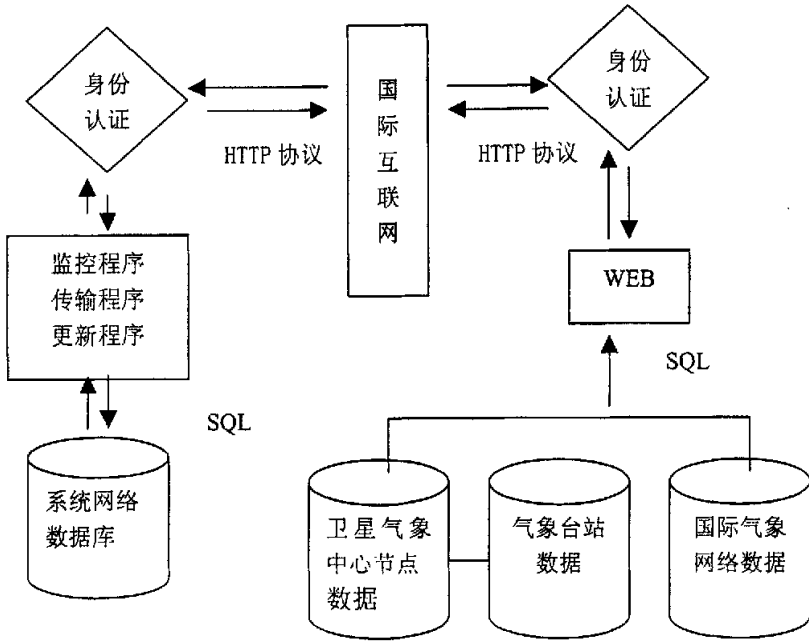 身份
认证
HTTP 协议
国
际
互
联
网
HTTP 协议
身份
认证
监控程序
传输程序
更新程序
WEB
SQL
SQL
系统网络
数据库
卫星气象
中心节点
数据
气象台站
数据
国际气象
网络数据